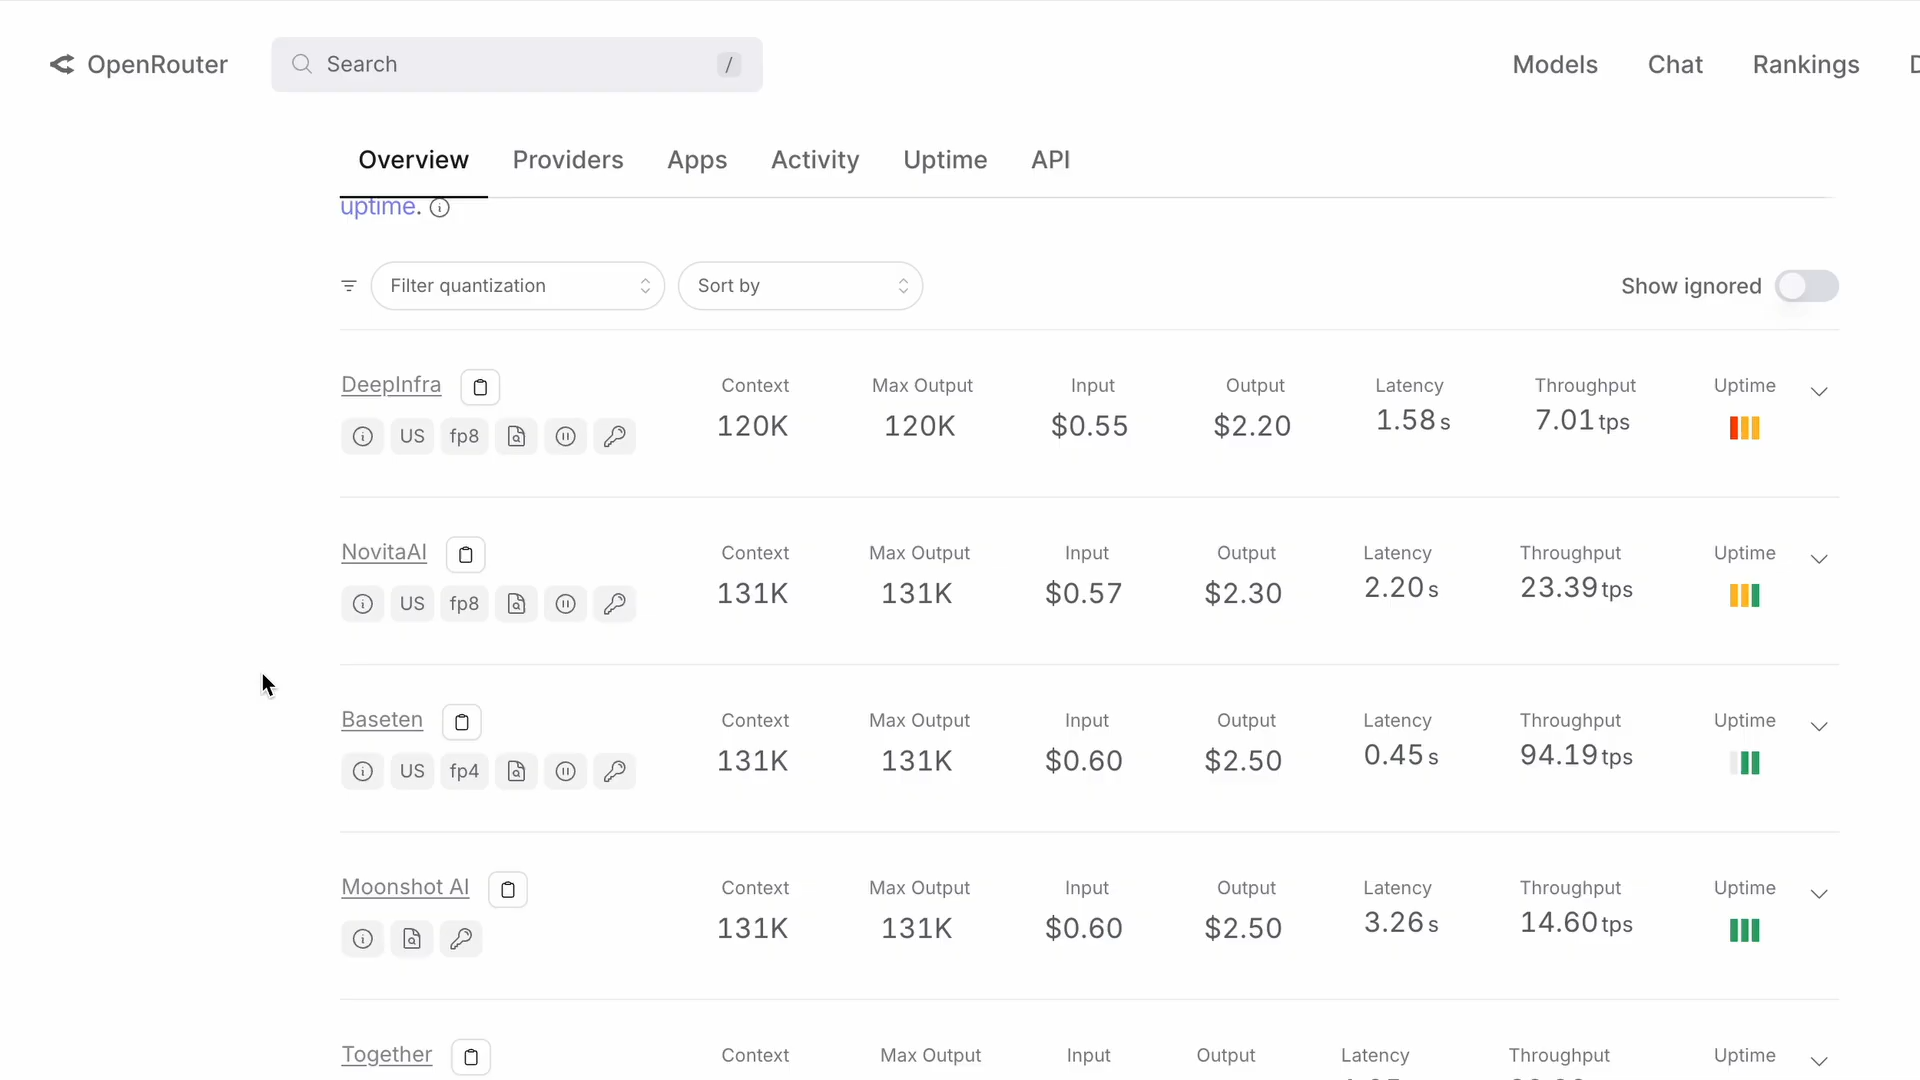 OpenRouter Search / Models Chat Rankings
Overview Providers Apps Activity Uptime API
uptime.
Filter quantization Sort by Show ignored
DeepInfra Context Max Output Input Output Latency Throughput Uptime
120K 120K $0.55 $2.20 1.58s 7.01tps
US fp8
NovitaAI Context Max Output Input Output Latency Throughput Uptime
131K 131K $0.57 $2.30 2.20s 23.39tps
US fp8
Baseten Context Max Output Input Output Latency Throughput Uptime
131K 131K $0.60 $2.50 0.45s 94.19tps
US fp4
Moonshot AI Context Max Output Input Output Latency Throughput Uptime
131K 131K $0.60 $2.50 3.26s 14.60tps
Together Context Max Output Input Output Latency Throughput Uptime